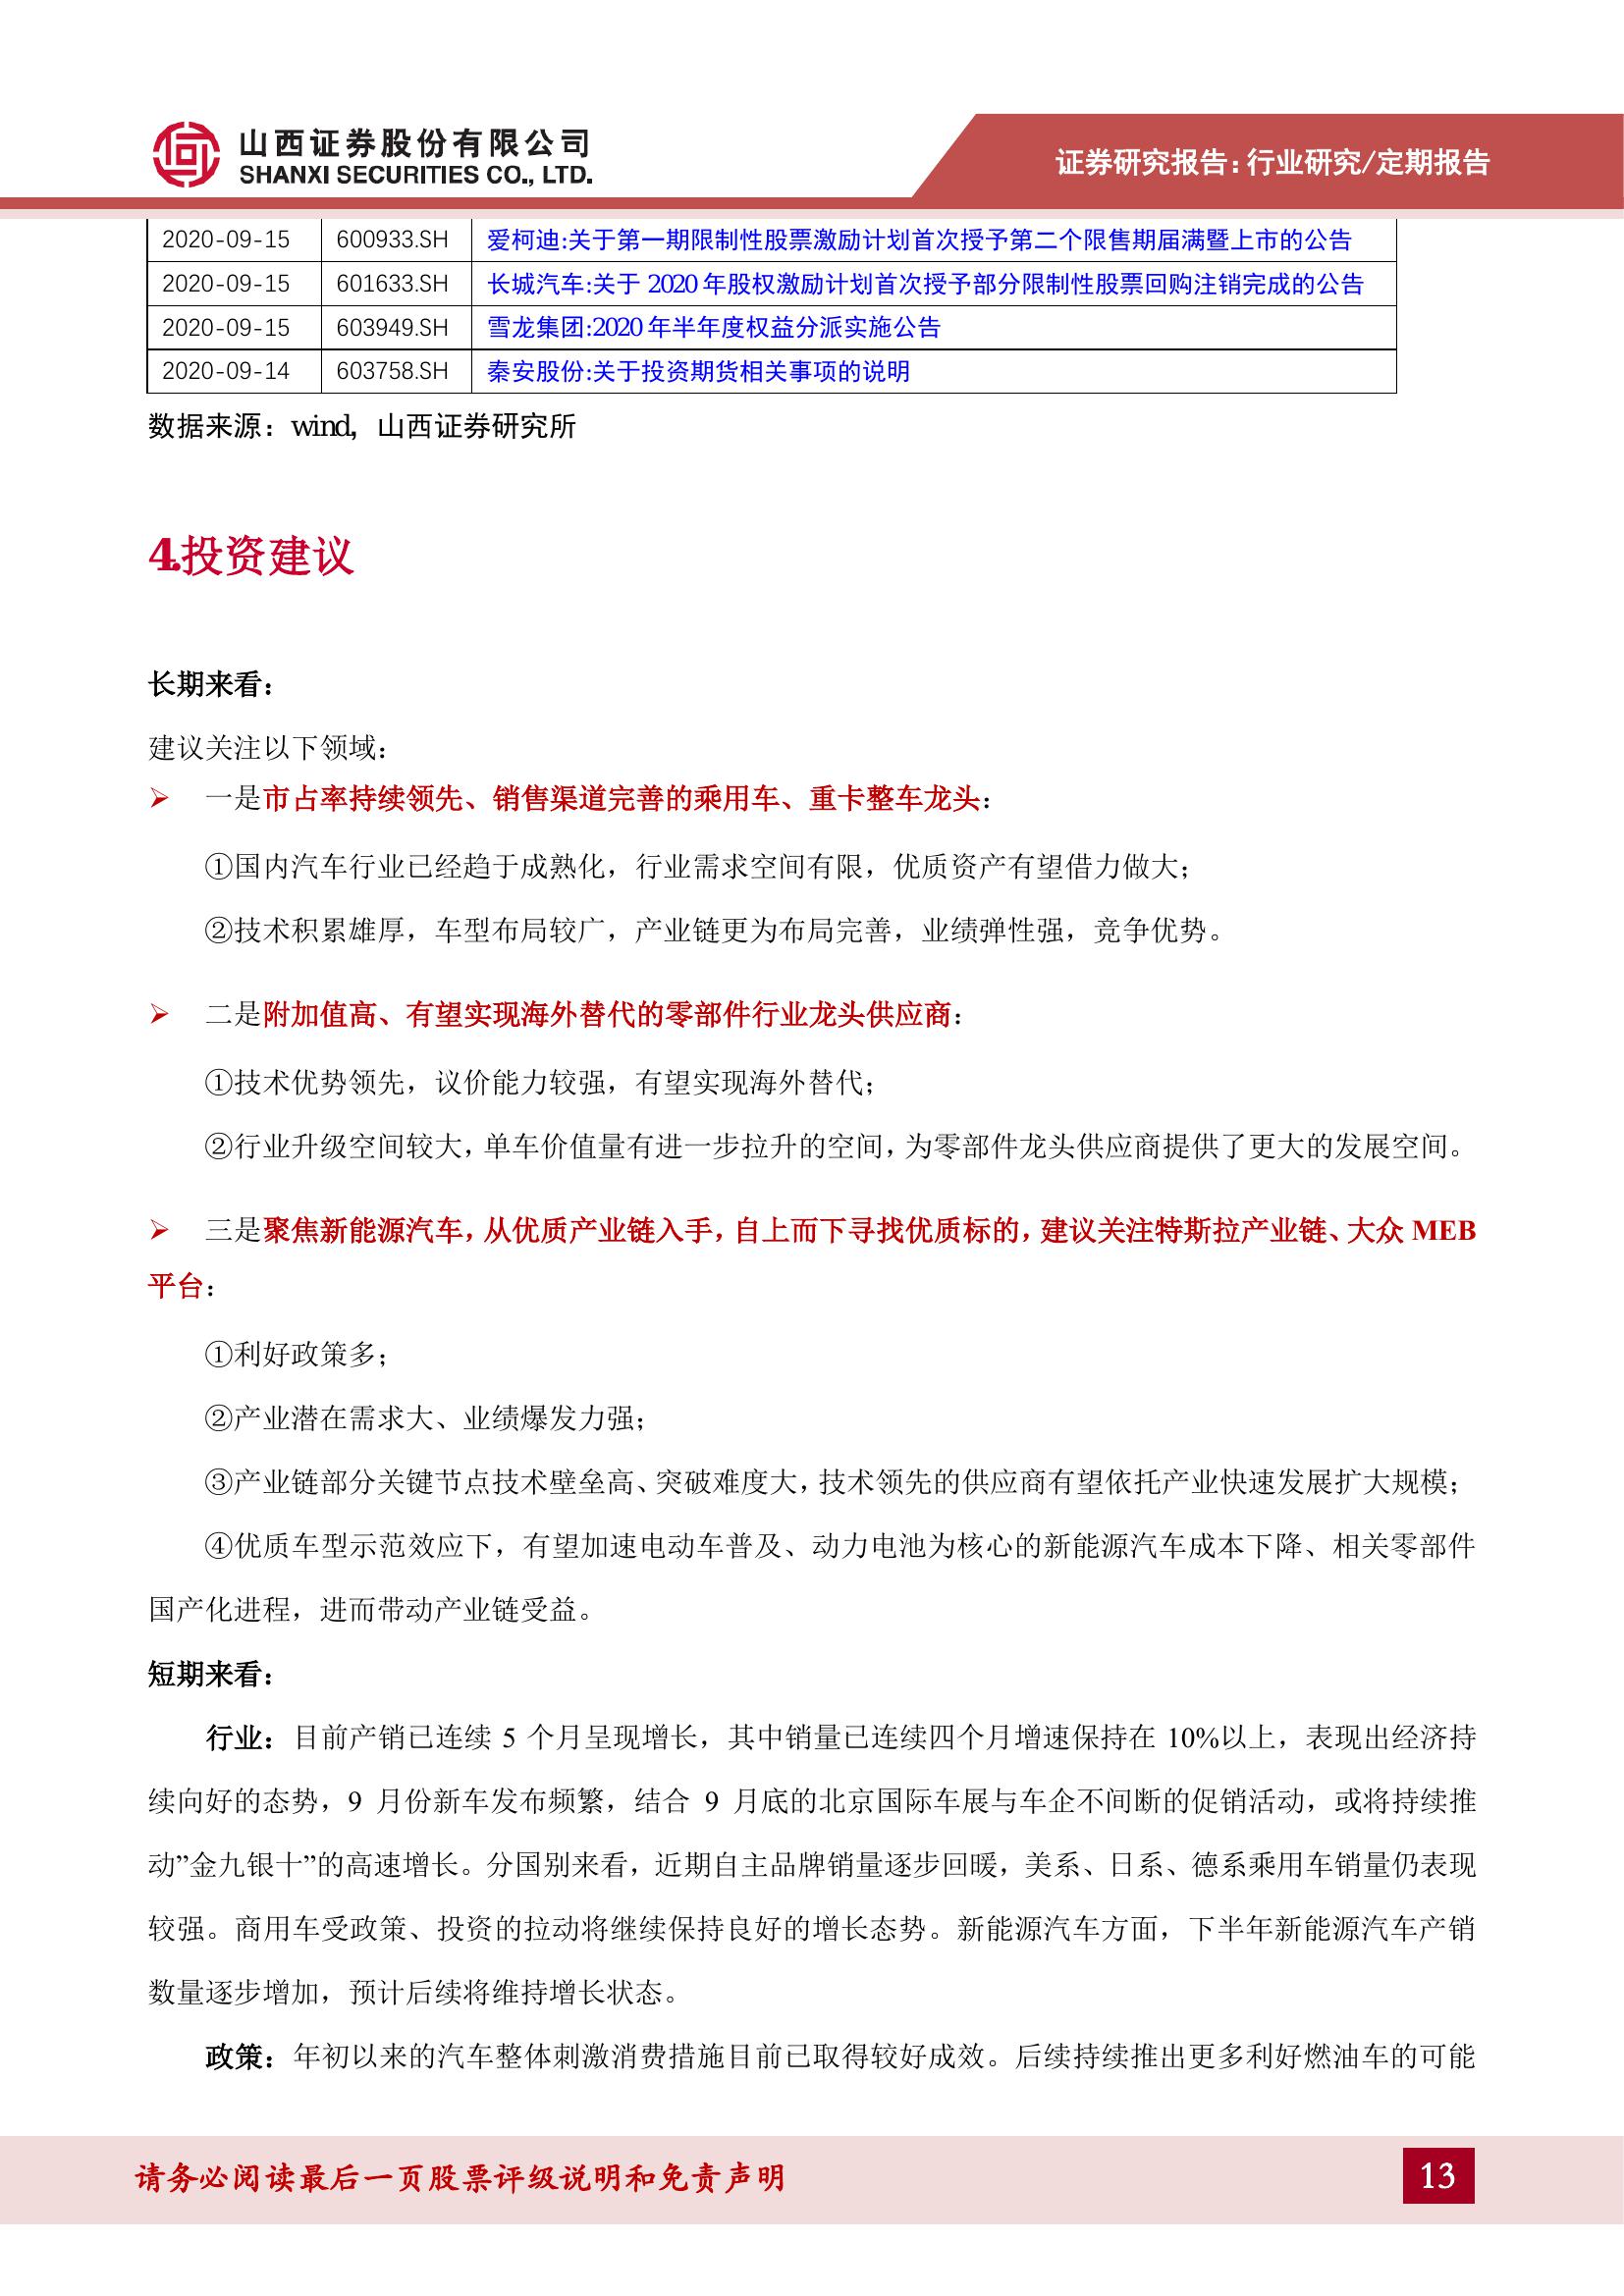 山西证券股份有限公司
SHANXI SECURITIES CO., LTD.
证券研究报告：行业研究/定期报告
2020-09-15 600933.SH 爱柯迪:关于第一期限制性股票激励计划首次授予第二个限售期届满暨上市的公告
2020-09-15 601633.SH 长城汽车:关于 2020 年股权激励计划首次授予部分限制性股票回购注销完成的公告
2020-09-15 603949.SH 雪龙集团:2020 年半年度权益分派实施公告
2020-09-14 603758.SH 秦安股份:关于投资期货相关事项的说明
数据来源：wind，山西证券研究所
4.投资建议
长期来看：
建议关注以下领域：
➢ 一是市占率持续领先、销售渠道完善的乘用车、重卡整车龙头：
①国内汽车行业已经趋于成熟化，行业需求空间有限，优质资产有望借力做大；
②技术积累雄厚，车型布局较广，产业链更为布局完善，业绩弹性强，竞争优势。
➢ 二是附加值高、有望实现海外替代的零部件行业龙头供应商：
①技术优势领先，议价能力较强，有望实现海外替代；
②行业升级空间较大，单车价值量有进一步拉升的空间，为零部件龙头供应商提供了更大的发展空间。
➢ 三是聚焦新能源汽车，从优质产业链入手，自上而下寻找优质标的，建议关注特斯拉产业链、大众 MEB
平台：
①利好政策多；
②产业潜在需求大、业绩爆发力强；
③产业链部分关键节点技术壁垒高、突破难度大，技术领先的供应商有望依托产业快速发展扩大规模；
④优质车型示范效应下，有望加速电动车普及、动力电池为核心的新能源汽车成本下降、相关零部件
国产化进程，进而带动产业链受益。
短期来看：
行业：目前产销已连续 5 个月呈现增长，其中销量已连续四个月增速保持在 10%以上，表现出经济持
续向好的态势，9 月份新车发布频繁，结合 9 月底的北京国际车展与车企不间断的促销活动，或将持续推
动”金九银十”的高速增长。分国别来看，近期自主品牌销量逐步回暖，美系、日系、德系乘用车销量仍表现
较强。商用车受政策、投资的拉动将继续保持良好的增长态势。新能源汽车方面，下半年新能源汽车产销
数量逐步增加，预计后续将维持增长状态。
政策：年初以来的汽车整体刺激消费措施目前已取得较好成效。后续持续推出更多利好燃油车的可能
请务必阅读最后一页股票评级说明和免责声明
13